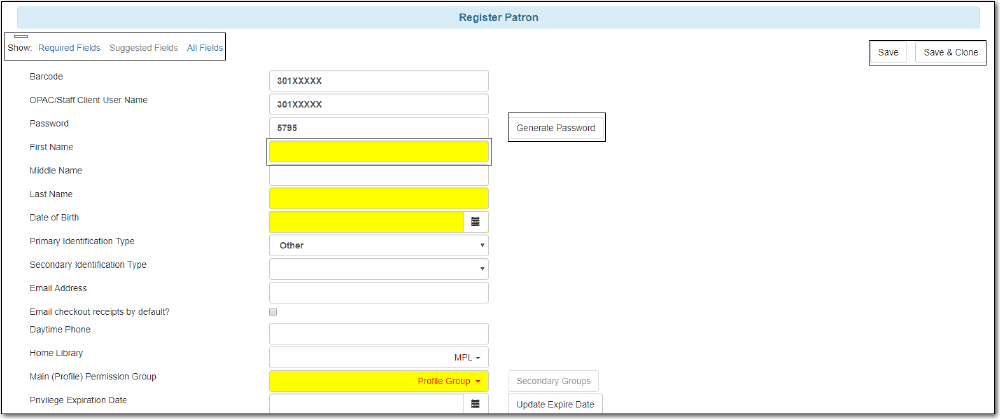 Register Patron
Show: Required Fields Suggested Fields All Fields
Save Save & Clone
Barcode 301XXXXX
OPAC/Staff Client User Name 301XXXXX
Password 5795 Generate Password
First Name
Middle Name
Last Name
Date of Birth
Primary Identification Type Other
Secondary Identification Type
Email Address
Email checkout receipts by default?
Daytime Phone
Home Library MPL
Main (Profile) Permission Group Profile Group Secondary Groups
Privilege Expiration Date Update Expire Date